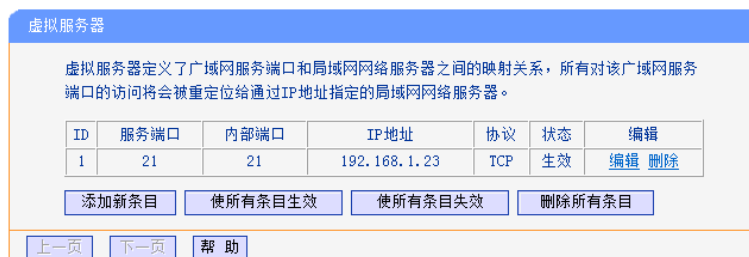 虚拟服务器
虚拟服务器定义了广域网服务端口和局域网网络服务器之间的映射关系，所有对该广域网服务
端口的访问将会被重定位给通过IP地址指定的局域网网络服务器。
ID 服务端口 内部端口 IP地址 协议 状态 编辑
1 21 21 192.168.1.23 TCP 生效 编辑 删除
添加新条目 使所有条目生效 使所有条目失效 删除所有条目
上一页 下一页 帮 助